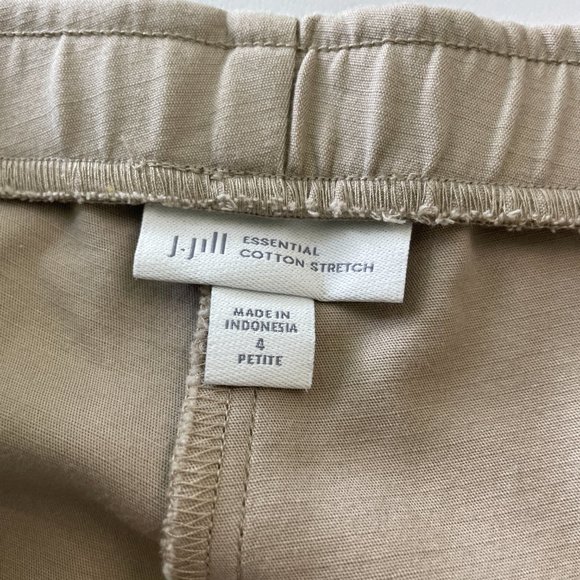 J.Jill ESSENTIAL
COTTON STRETCH
MADE IN
INDONESIA
4
PETITE